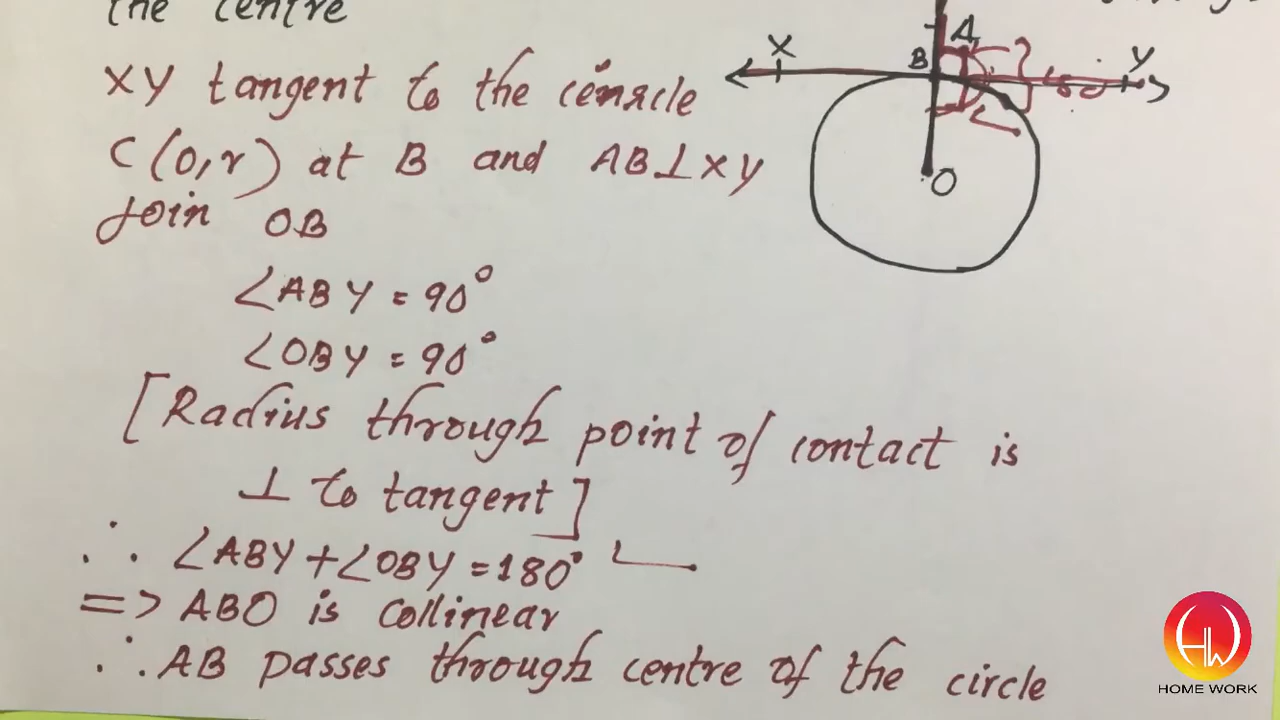 the centre
XY tangent to the circle
C(O,r) at B and AB⊥XY
Join OB
∠ABY = 90°
∠OBY = 90°
[Radius through point of contact is
⊥ to tangent]
∴ ∠ABY + ∠OBY = 180°
=> ABO is collinear
∴ AB passes through centre of the circle
X
B
A
Y
O
HW
HOME WORK